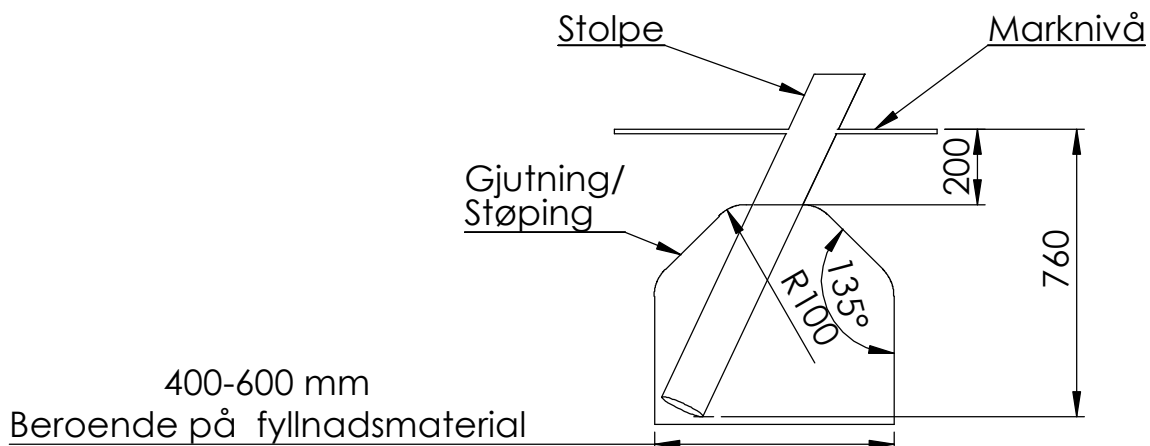 Stolpe
Marknivå
200
Gjutning/
Støping
760
135°
R100
400-600 mm
Beroende på fyllnadsmaterial